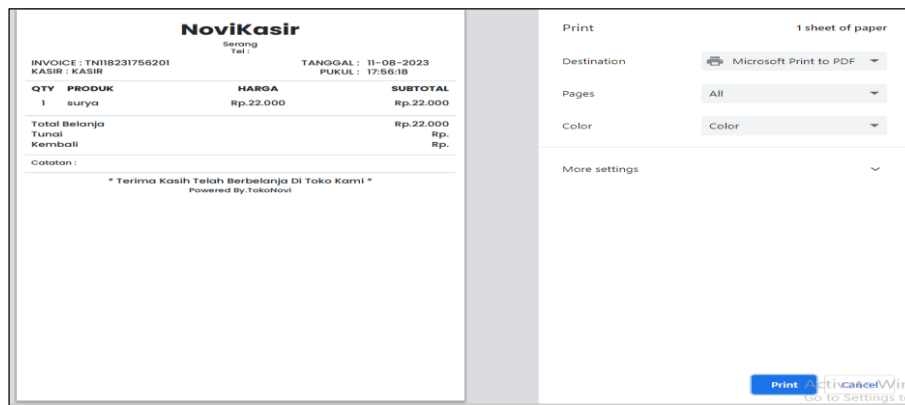 NoviKasir
Serang
Tel :
INVOICE : TN118231756201 TANGGAL : 11-08-2023
KASIR : KASIR PUKUL : 17:56:18
QTY PRODUK HARGA SUBTOTAL
1 surya Rp.22.000 Rp.22.000
Total Belanja Rp.22.000
Tunai Rp.
Kembali Rp.
Catatan :
* Terima Kasih Telah Berbelanja Di Toko Kami *
Powered By.TokoNovi
Print 1 sheet of paper
Destination Microsoft Print to PDF
Pages All
Color Color
More settings
Print Cancel
Activate Win
Go to Settings t